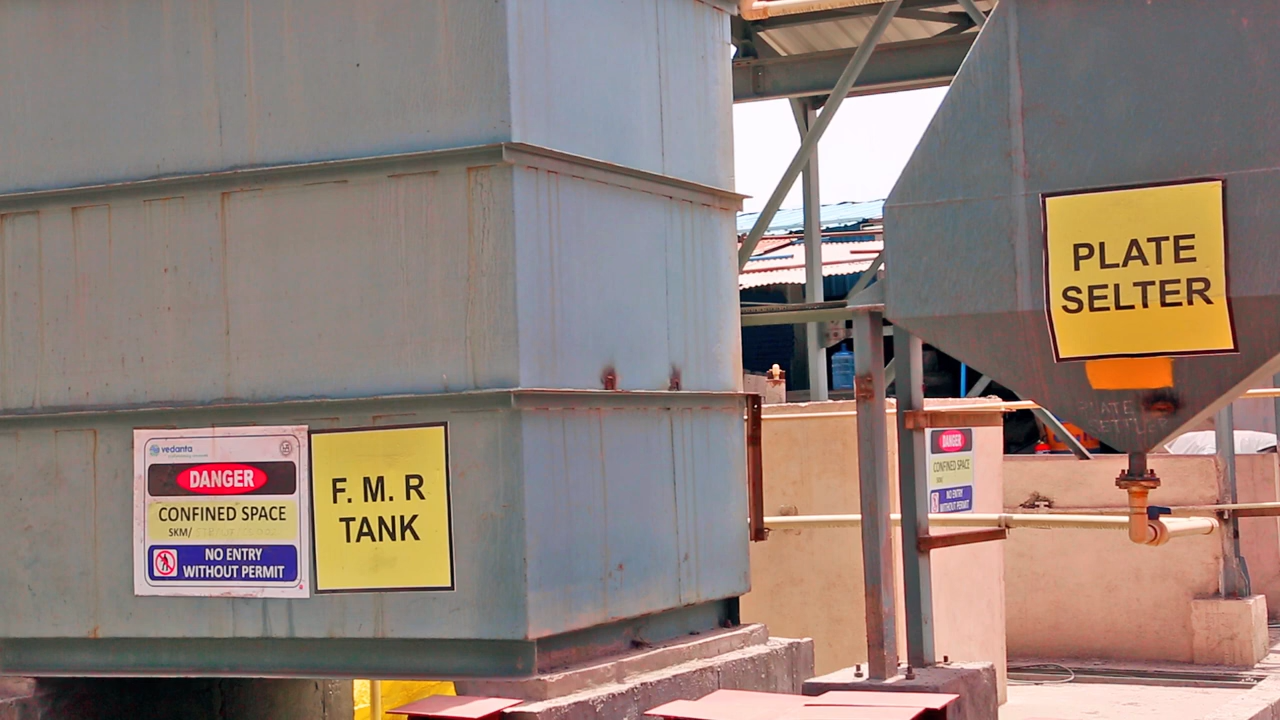 vedanta
DANGER
CONFINED SPACE
SKM/
NO ENTRY
WITHOUT PERMIT
F. M. R
TANK
PLATE
SELTER
PLATE
SETTLER
DANGER
CONFINED SPACE
NO ENTRY
WITHOUT PERMIT